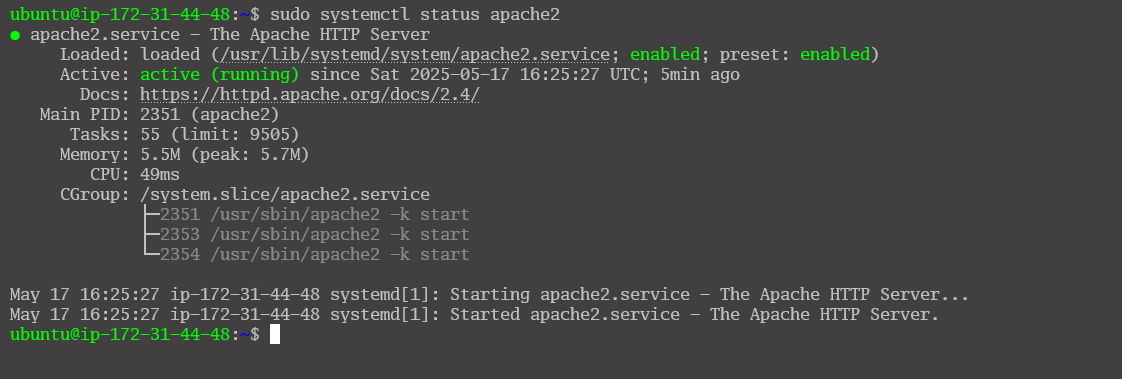 ubuntu@ip-172-31-44-48:~$ sudo systemctl status apache2
● apache2.service - The Apache HTTP Server
     Loaded: loaded (/usr/lib/systemd/system/apache2.service; enabled; preset: enabled)
     Active: active (running) since Sat 2025-05-17 16:25:27 UTC; 5min ago
       Docs: https://httpd.apache.org/docs/2.4/
   Main PID: 2351 (apache2)
      Tasks: 55 (limit: 9505)
     Memory: 5.5M (peak: 5.7M)
        CPU: 49ms
     CGroup: /system.slice/apache2.service
             ├─2351 /usr/sbin/apache2 -k start
             ├─2353 /usr/sbin/apache2 -k start
             └─2354 /usr/sbin/apache2 -k start
May 17 16:25:27 ip-172-31-44-48 systemd[1]: Starting apache2.service - The Apache HTTP Server...
May 17 16:25:27 ip-172-31-44-48 systemd[1]: Started apache2.service - The Apache HTTP Server.
ubuntu@ip-172-31-44-48:~$